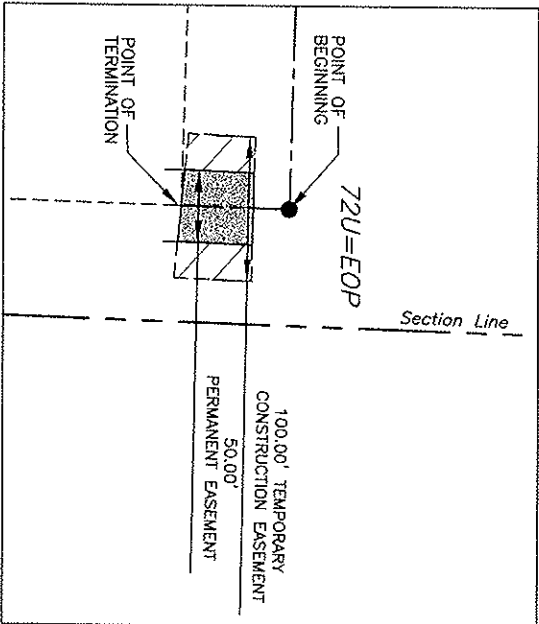 POINT OF
BEGINNING
72U=EOP
Section Line
POINT OF
TERMINATION
100.00' TEMPORARY
CONSTRUCTION EASEMENT
50.00'
PERMANENT EASEMENT